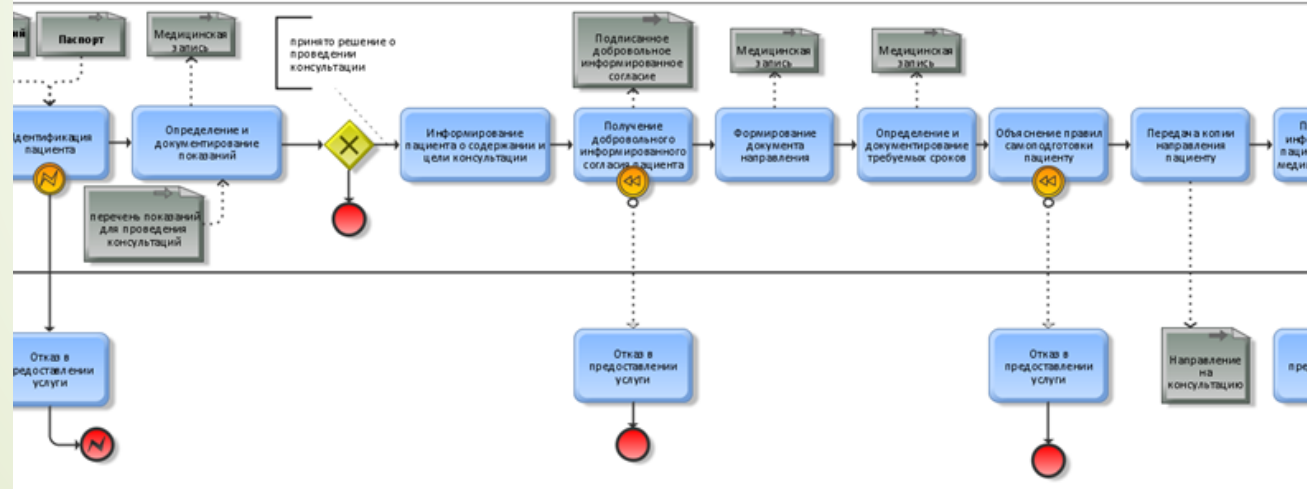 Паспорт
Медицинская
запись
принято решение о
проведении
консультации
Подписанное
добровольное
информированное
согласие
Медицинская
запись
Медицинская
запись
пациента
Определение и
документирование
показаний
Информирование
пациента о содержании и
цели консультации
Получение
добровольного
информированного
согласия пациента
Формирование
документа
направления
Определение и
документирование
требуемых сроков
Объяснение правил
самоподготовки
пациенту
Передача копии
направления
пациенту
перечень показаний
для проведения
консультаций
Отказ в
услуги
Отказ в
предоставлении
услуги
Отказ в
предоставлении
услуги
Направление
на
консультацию